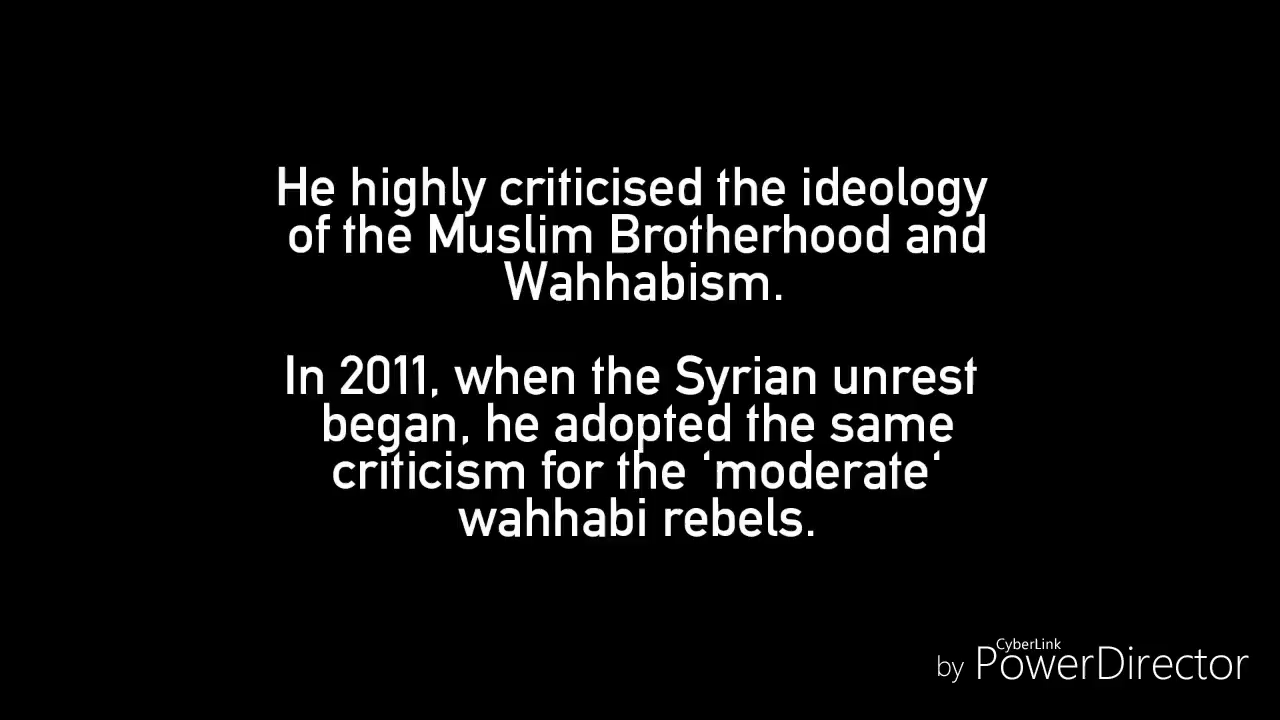 He highly criticised the ideology
of the Muslim Brotherhood and
Wahhabism.
In 2011, when the Syrian unrest
began, he adopted the same
criticism for the ‘moderate‘
wahhabi rebels.
CyberLink
by PowerDirector